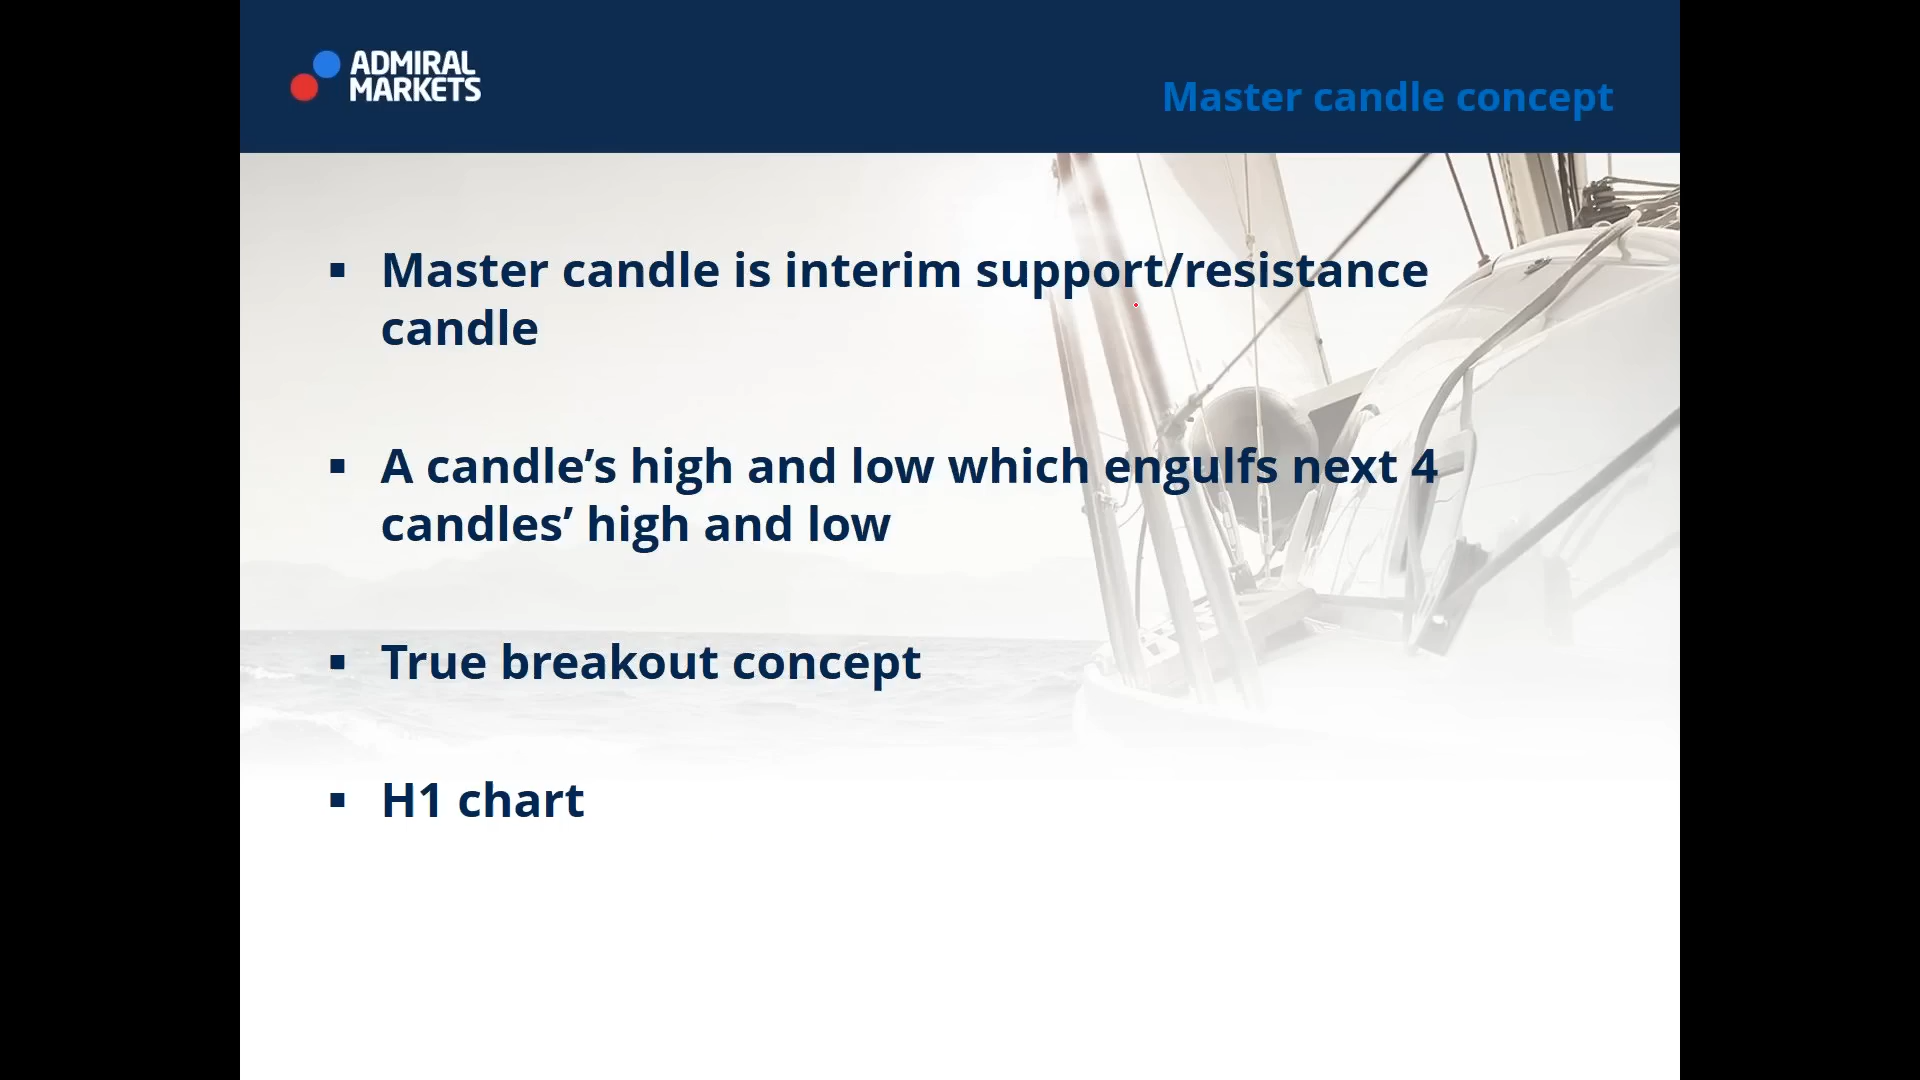 ADMIRAL
MARKETS
Master candle concept
▪ Master candle is interim support/resistance
candle
▪ A candle’s high and low which engulfs next 4
candles’ high and low
▪ True breakout concept
▪ H1 chart